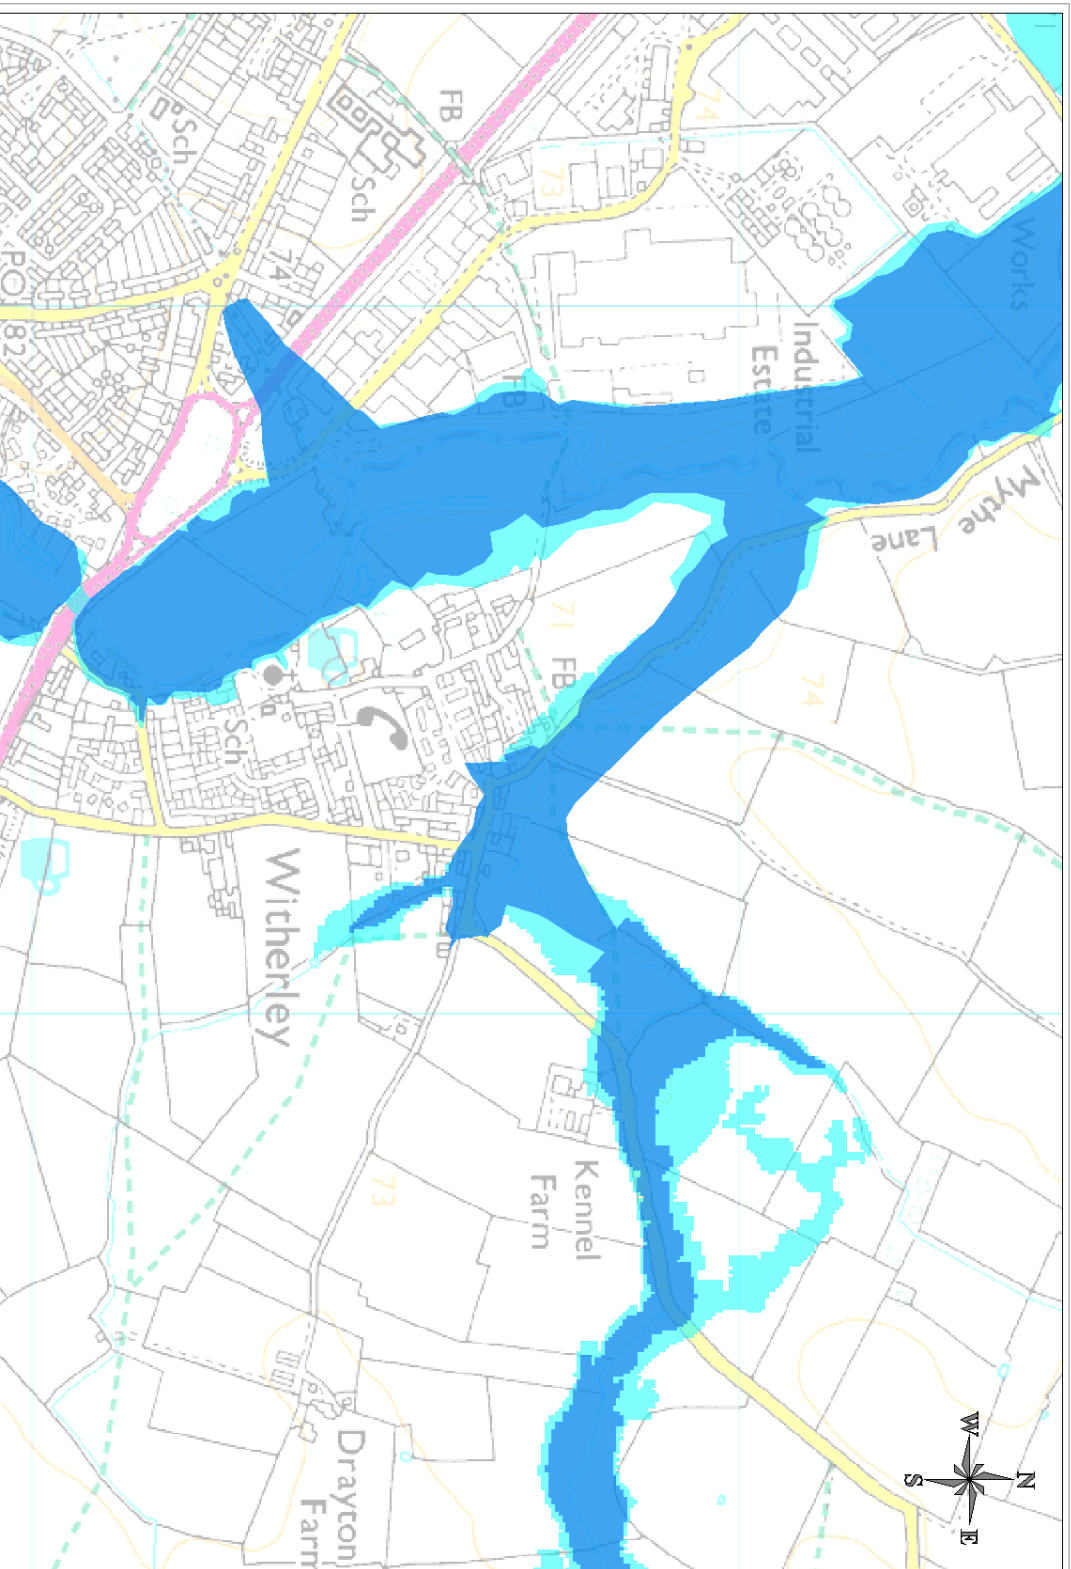 Works
Mythe
Lane
Industrial
Estate
74
74
73
FB
Sch
Sch
74
FB
PO
82
71
FB
Sch
Witherley
B
Kennel
Farm
73
Drayton
Farm
N
W
E
S